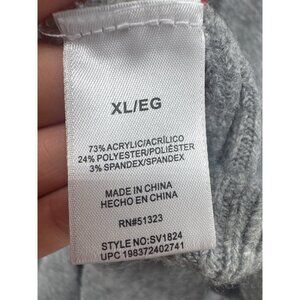 XL/EG
73% ACRYLIC/ACRÍLICO
24% POLYESTER/POLIÉSTER
3% SPANDEX/SPANDEX
MADE IN CHINA
HECHO EN CHINA
RN#51323
STYLE NO:SV1824
UPC 198372402741